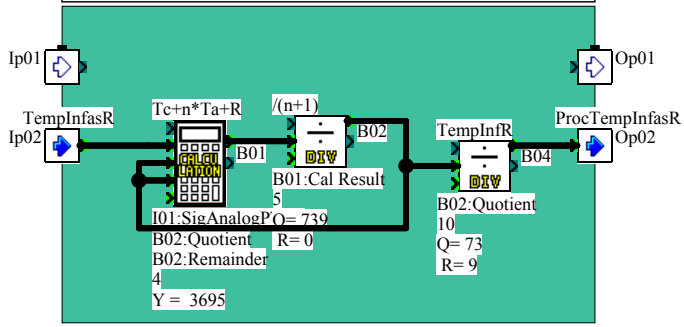 Ip01
Op01
TempInfasR
Ip02
Tc+n*Ta+R
CALCU
LATION
B01
I01:SigAnalogP
B02:Quotient
B02:Remainder
4
Y = 3695
/(n+1)
DIV
B02
B01:Cal Result
5
Q= 739
R= 0
TempInfR
DIV
B04
B02:Quotient
10
Q= 73
R= 9
ProcTempInfasR
Op02